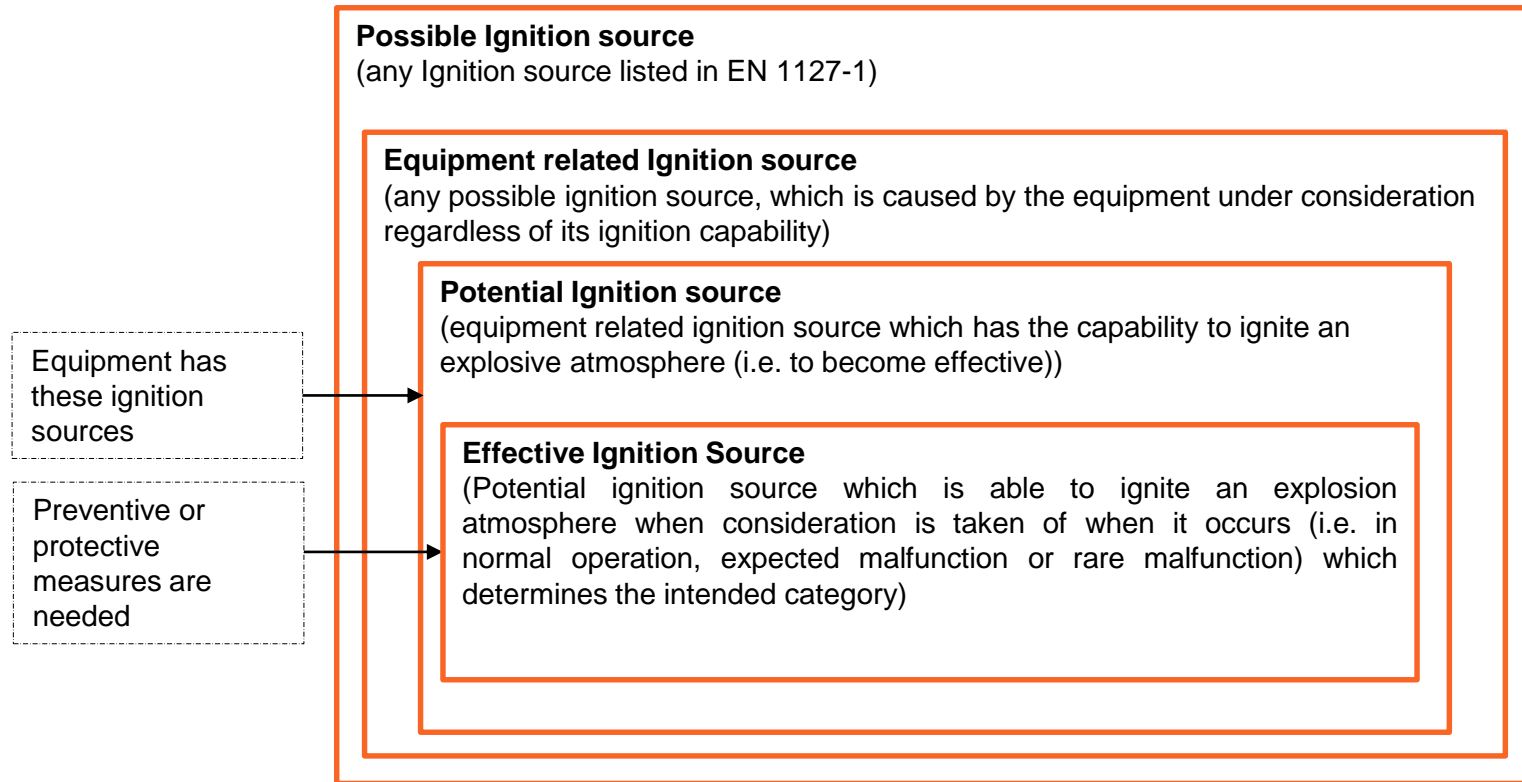 Possible Ignition source
(any Ignition source listed in EN 1127-1)
Equipment related Ignition source
(any possible ignition source, which is caused by the equipment under consideration
regardless of its ignition capability)
Potential Ignition source
(equipment related ignition source which has the capability to ignite an
explosive atmosphere (i.e. to become effective))
Equipment has
these ignition
sources
Effective Ignition Source
(Potential ignition source which is able to ignite an explosion
atmosphere when consideration is taken of when it occurs (i.e. in
normal operation, expected malfunction or rare malfunction) which
determines the intended category)
Preventive or
protective
measures are
needed